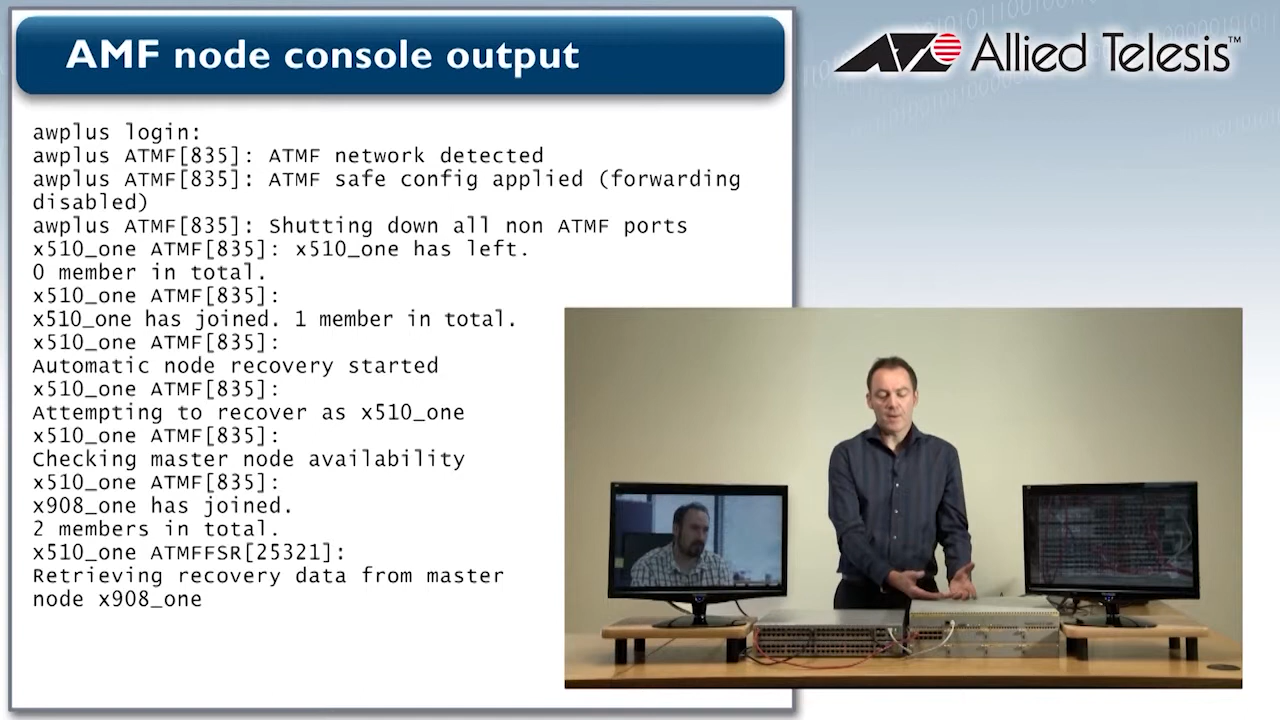 AMF node console output
Allied Telesis™
awplus login:
awplus ATMF[835]: ATMF network detected
awplus ATMF[835]: ATMF safe config applied (forwarding
disabled)
awplus ATMF[835]: Shutting down all non ATMF ports
x510_one ATMF[835]: x510_one has left.
0 member in total.
x510_one ATMF[835]:
x510_one has joined. 1 member in total.
x510_one ATMF[835]:
Automatic node recovery started
x510_one ATMF[835]:
Attempting to recover as x510_one
x510_one ATMF[835]:
Checking master node availability
x510_one ATMF[835]:
x908_one has joined.
2 members in total.
x510_one ATMFFSR[25321]:
Retrieving recovery data from master
node x908_one